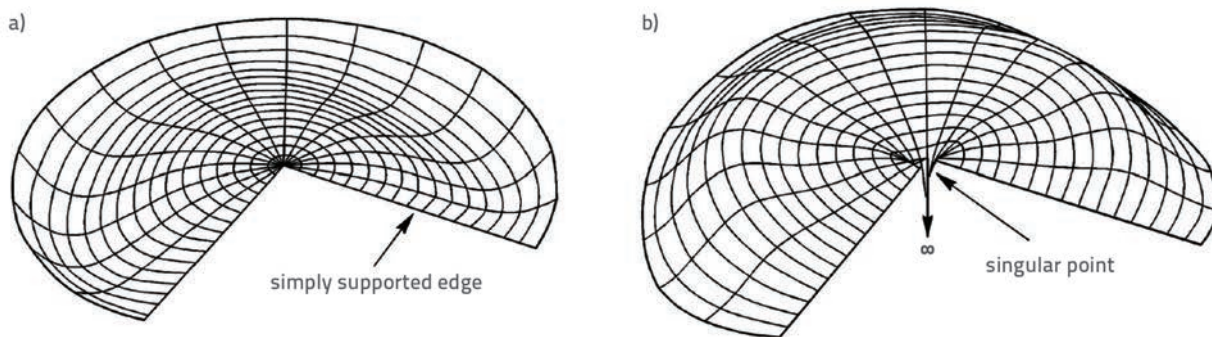 a)
b)
simply supported edge
∞
singular point